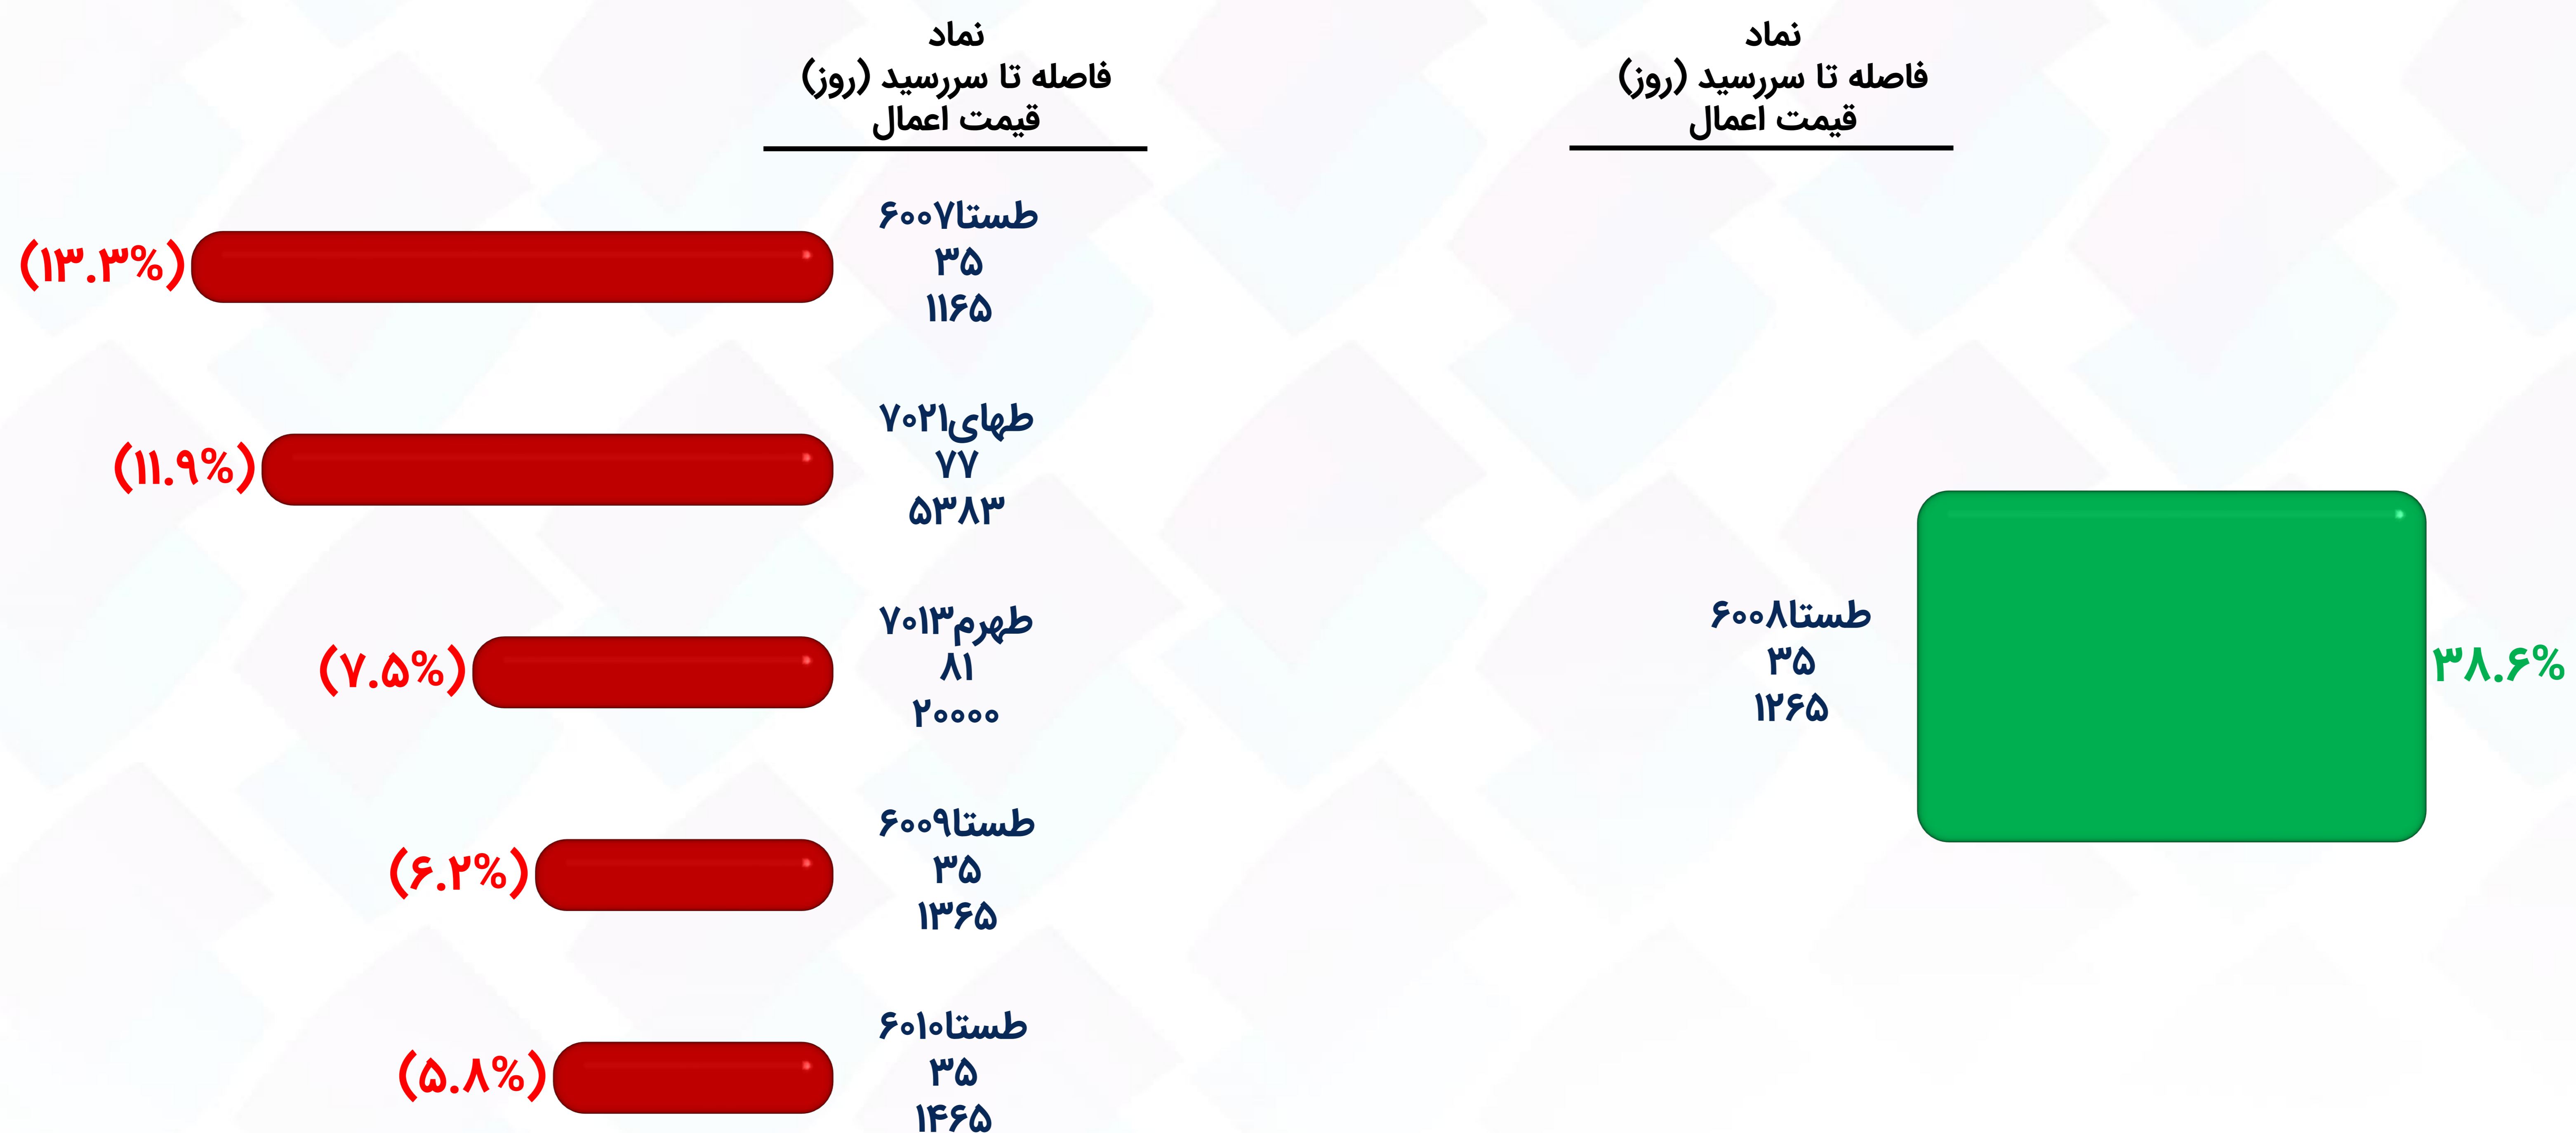 نماد
فاصله تا سررسید (روز)
قیمت اعمال
طستا۶۰۰۸
۳۵
۱۲۶۵
۳۸.۶%
نماد
فاصله تا سررسید (روز)
قیمت اعمال
طستا۶۰۰۷
۳۵
۱۱۶۵
(۱۳.۳%)
طهای۷۰۲۱
۷۷
۵۳۸۳
(۱۱.۹%)
طهرم۷۰۱۳
۸۱
۲۰۰۰۰
(۷.۵%)
طستا۶۰۰۹
۳۵
۱۳۶۵
(۶.۲%)
طستا۶۰۱۰
۳۵
۱۴۶۵
(۵.۸%)